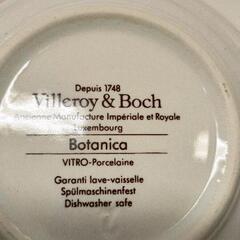 Depuis 1748
Villeroy & Boch
Ancienne Manufacture Impériale et Royale
Luxembourg
Botanica
VITRO-Porcelaine
Garanti lave-vaisselle
Spülmaschinenfest
Dishwasher safe